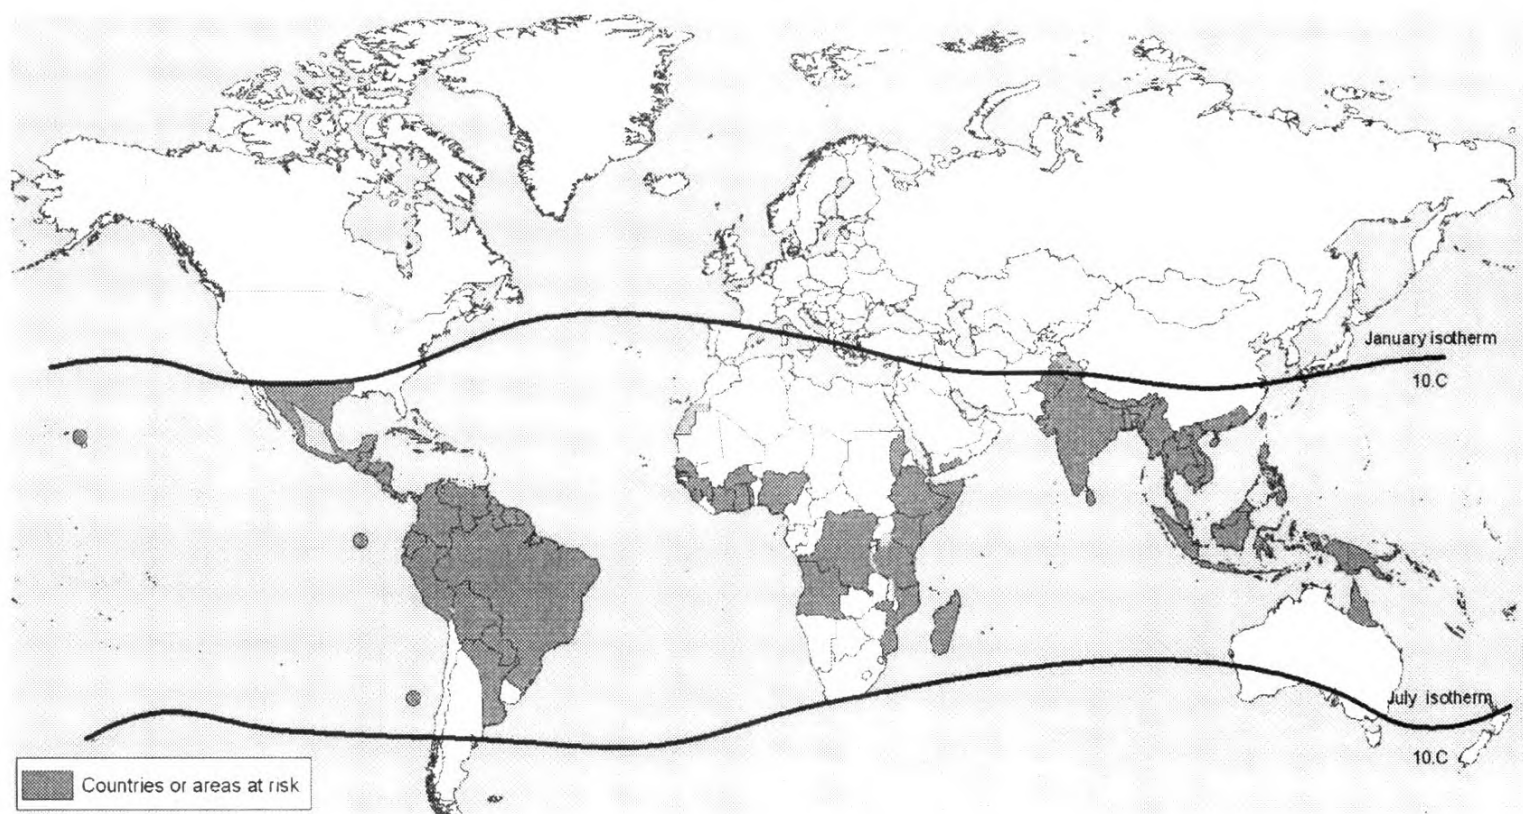 January isotherm
10.C
July isotherm
10.C
Countries or areas at risk